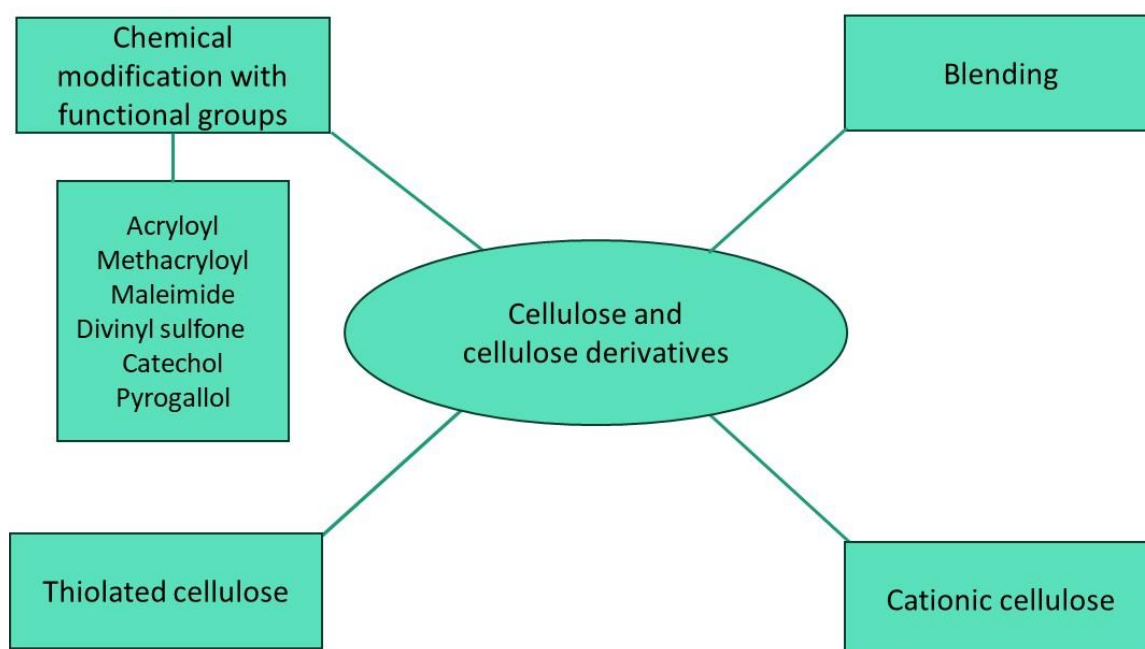 Chemical
modification with
functional groups
Blending
Acryloyl
Methacryloyl
Maleimide
Divinyl sulfone
Catechol
Pyrogallol
Cellulose and
cellulose derivatives
Thiolated cellulose
Cationic cellulose